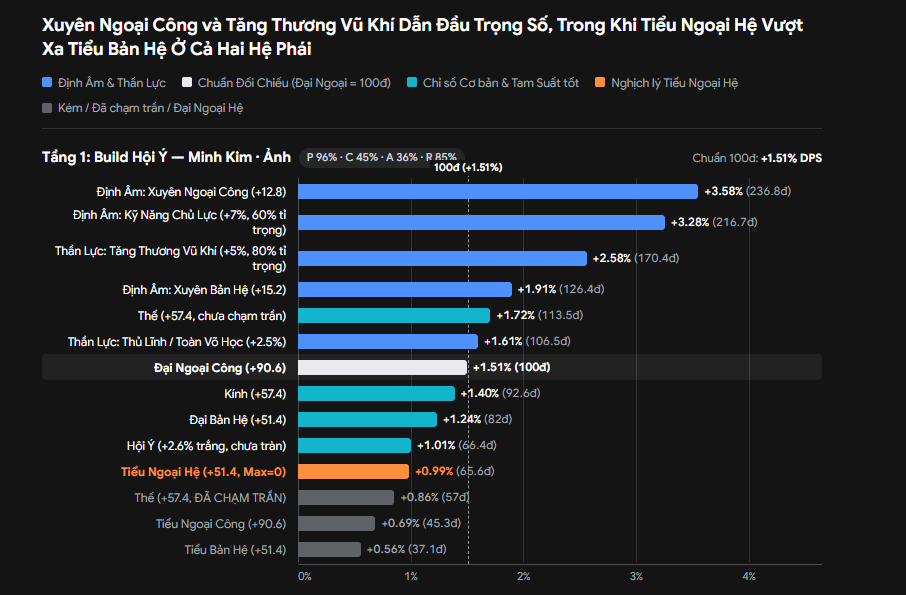 Xuyên Ngoại Công và Tăng Thương Vũ Khí Dẫn Đầu Trọng Số, Trong Khi Tiểu Ngoại Hệ Vượt
Xa Tiểu Bản Hệ Ở Cả Hai Hệ Phái
Định Âm & Thần Lực
Chuẩn Đối Chiếu (Đại Ngoại = 100đ)
Chỉ số Cơ bản & Tam Suất tốt
Nghịch lý Tiểu Ngoại Hệ
Kém / Đã chạm trần / Đại Ngoại Hệ
Tầng 1: Build Hội Ý — Minh Kim · Ảnh
P 96% · C 45% · A 36% · R 85%
Chuẩn 100đ: +1.51% DPS
100đ (+1.51%)
Định Âm: Xuyên Ngoại Công (+12.8)
+3.58% (236.8đ)
Định Âm: Kỹ Năng Chủ Lực (+7%, 60% tỉ
trọng)
+3.28% (216.7đ)
Thần Lực: Tăng Thương Vũ Khí (+5%, 80% tỉ
trọng)
+2.58% (170.4đ)
Định Âm: Xuyên Bản Hệ (+15.2)
+1.91% (126.4đ)
Thế (+57.4, chưa chạm trần)
+1.72% (113.5đ)
Thần Lực: Thủ Lĩnh / Toàn Võ Học (+2.5%)
+1.61% (106.5đ)
Đại Ngoại Công (+90.6)
+1.51% (100đ)
Kính (+57.4)
+1.40% (92.6đ)
Đại Bản Hệ (+51.4)
+1.24% (82đ)
Hội Ý (+2.6% trắng, chưa tràn)
+1.01% (66.4đ)
Tiểu Ngoại Hệ (+51.4, Max=0)
+0.99% (65.6đ)
Thế (+57.4, ĐÃ CHẠM TRẦN)
+0.86% (57đ)
Tiểu Ngoại Công (+90.6)
+0.69% (45.3đ)
Tiểu Bản Hệ (+51.4)
+0.56% (37.1đ)
0%
1%
2%
3%
4%